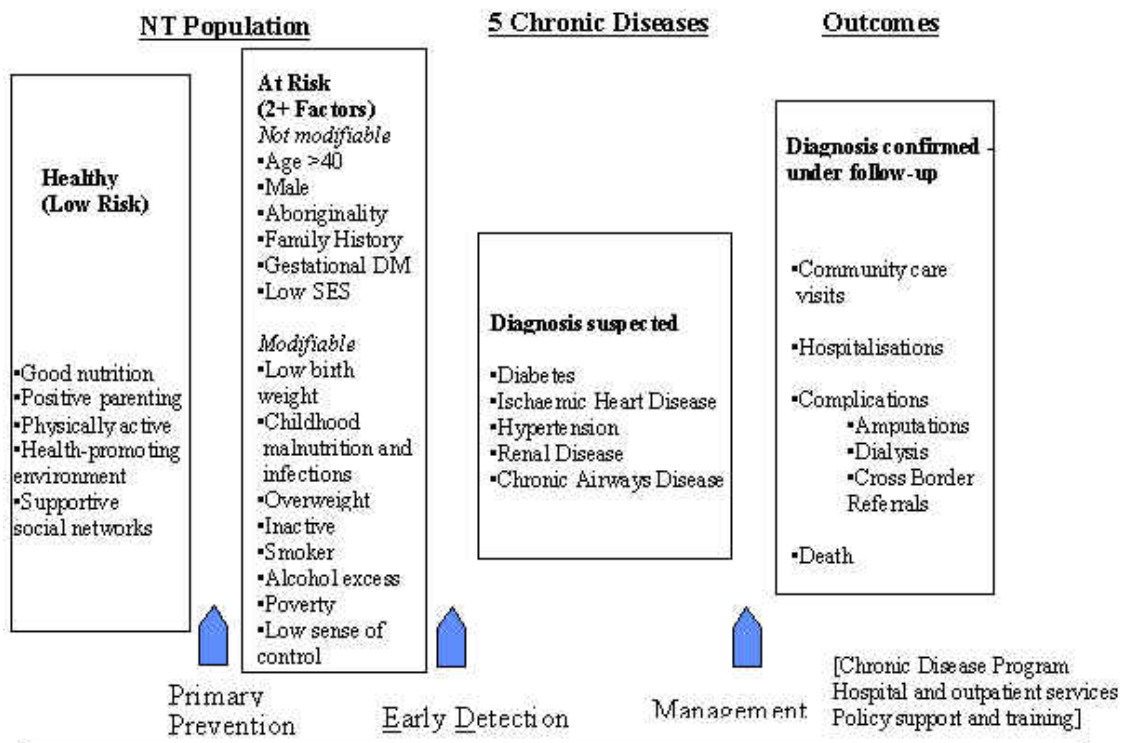 NT Population
5 Chronic Diseases
Outcomes
Healthy
(Low Risk)
▪Good nutrition
▪Positive parenting
▪Physically active
▪Health-promoting
environment
▪Supportive
social networks
At Risk
(2+ Factors)
Not modifiable
▪Age >40
▪Male
▪Aboriginality
▪Family History
▪Gestational DM
▪Low SES
Modifiable
▪Low birth
weight
▪Childhood
malnutrition and
infections
▪Overweight
▪Inactive
▪Smoker
▪Alcohol excess
▪Poverty
▪Low sense of
control
Diagnosis suspected
▪Diabetes
▪Ischaemic Heart Disease
▪Hypertension
▪Renal Disease
▪Chronic Airways Disease
Diagnosis confirmed -
under follow-up
▪Community care
visits
▪Hospitalisations
▪Complications
▪Amputations
▪Dialysis
▪Cross Border
Referrals
▪Death
Primary
Prevention
Early Detection
Management
[Chronic Disease Program
Hospital and outpatient services
Policy support and training]